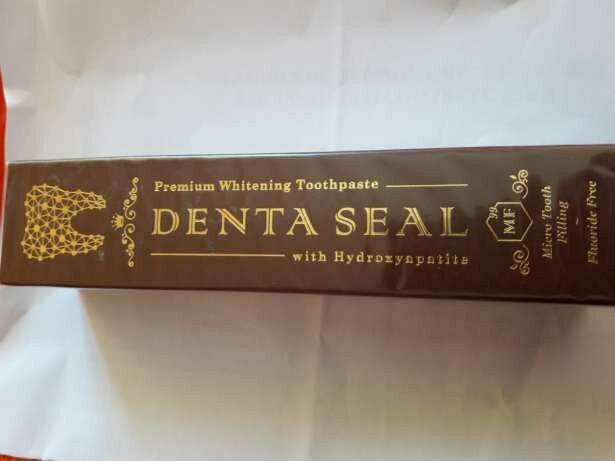 Premium Whitening Toothpaste
DENTA SEAL
with Hydroxyapatite
MF
Micro Tooth
Filling
~
Fluoride Free